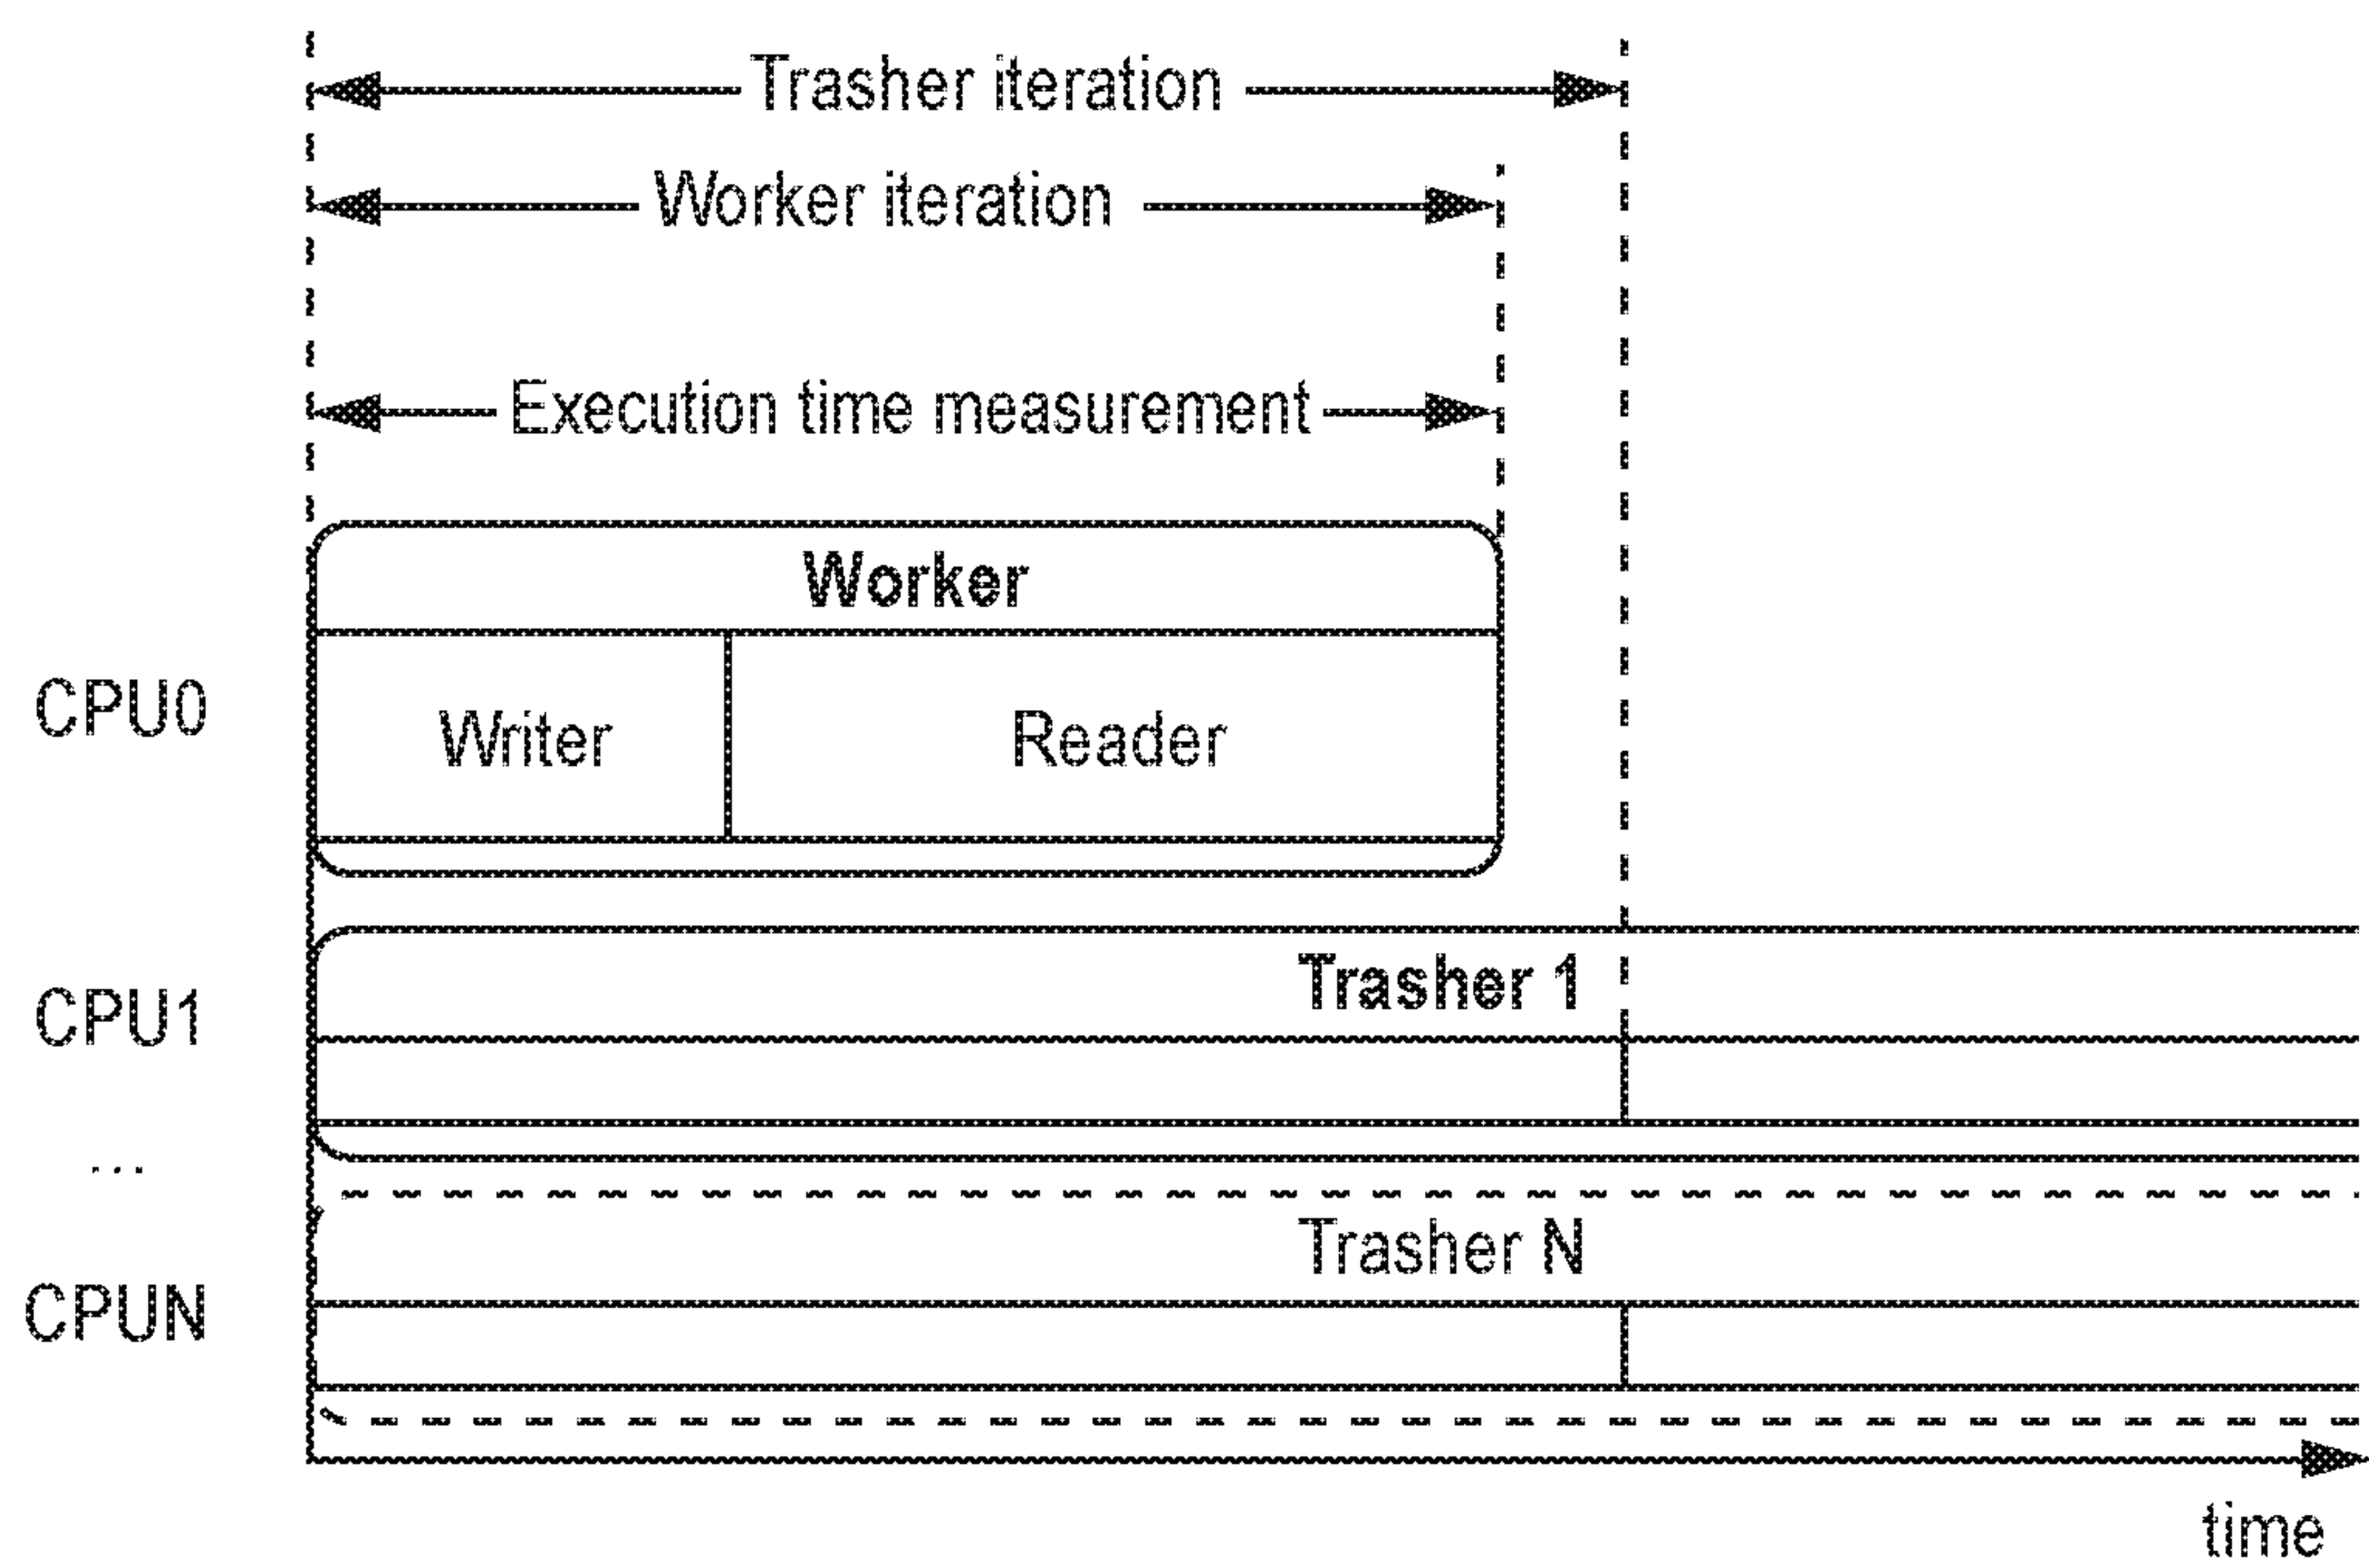 Trasher iteration
Worker iteration
Execution time measurement
Worker
CPU0
Writer
Reader
Trasher 1
CPU1
...
Trasher N
CPUN
time